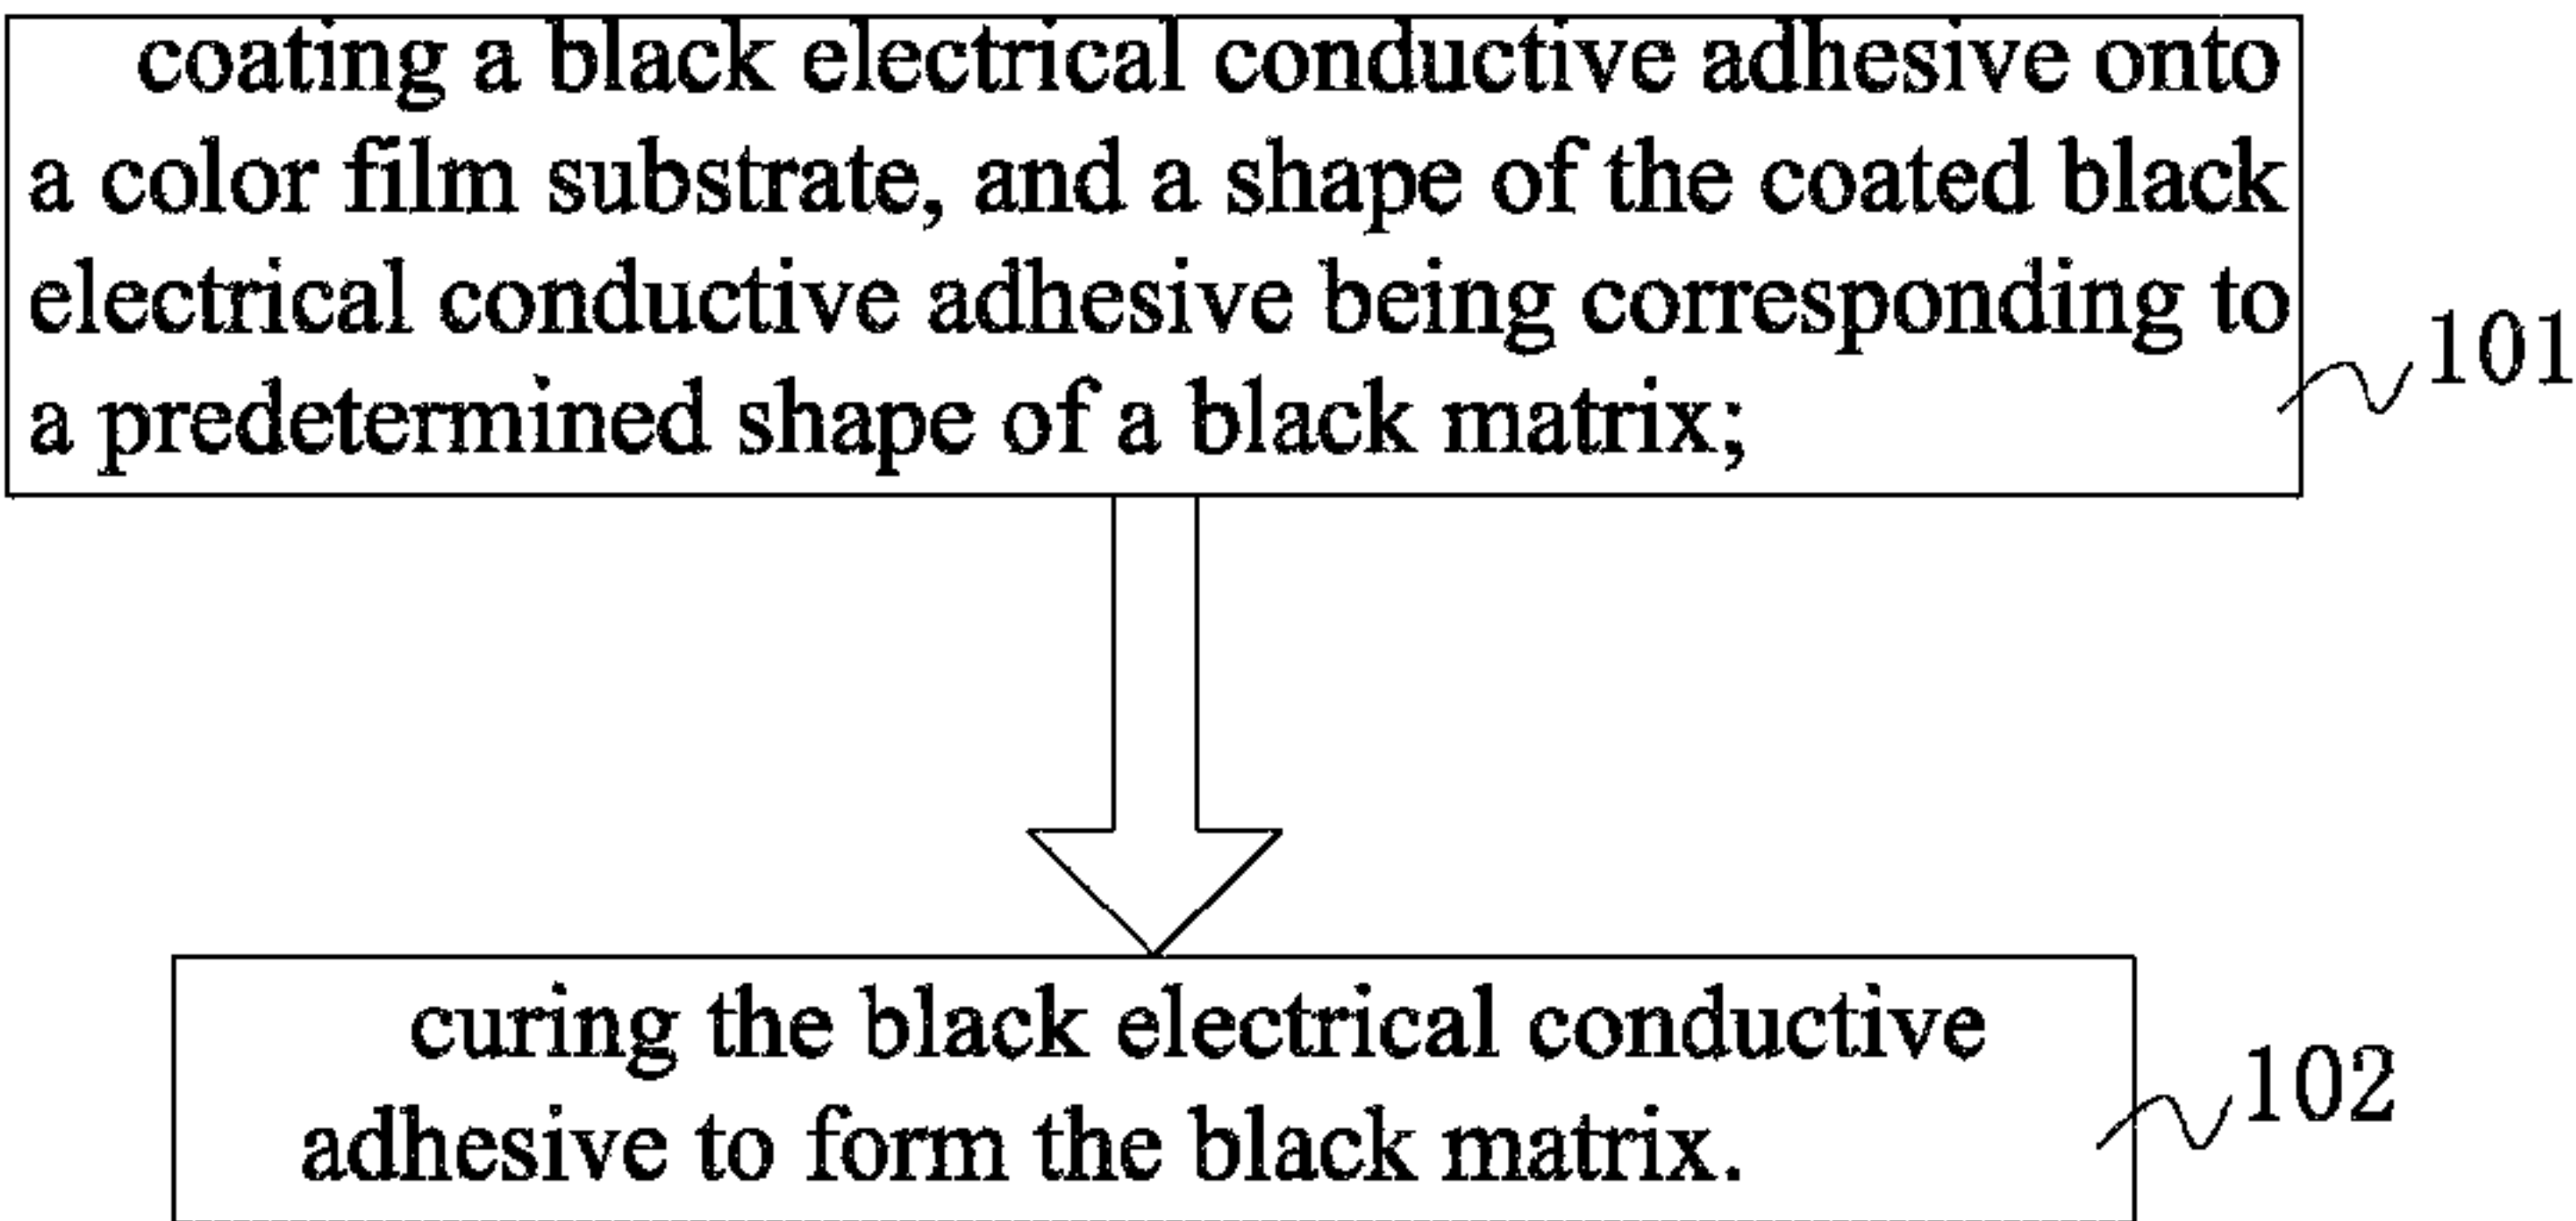 coating a black electrical conductive adhesive onto
a color film substrate, and a shape of the coated black
electrical conductive adhesive being corresponding to
a predetermined shape of a black matrix;
101
curing the black electrical conductive
adhesive to form the black matrix.
102